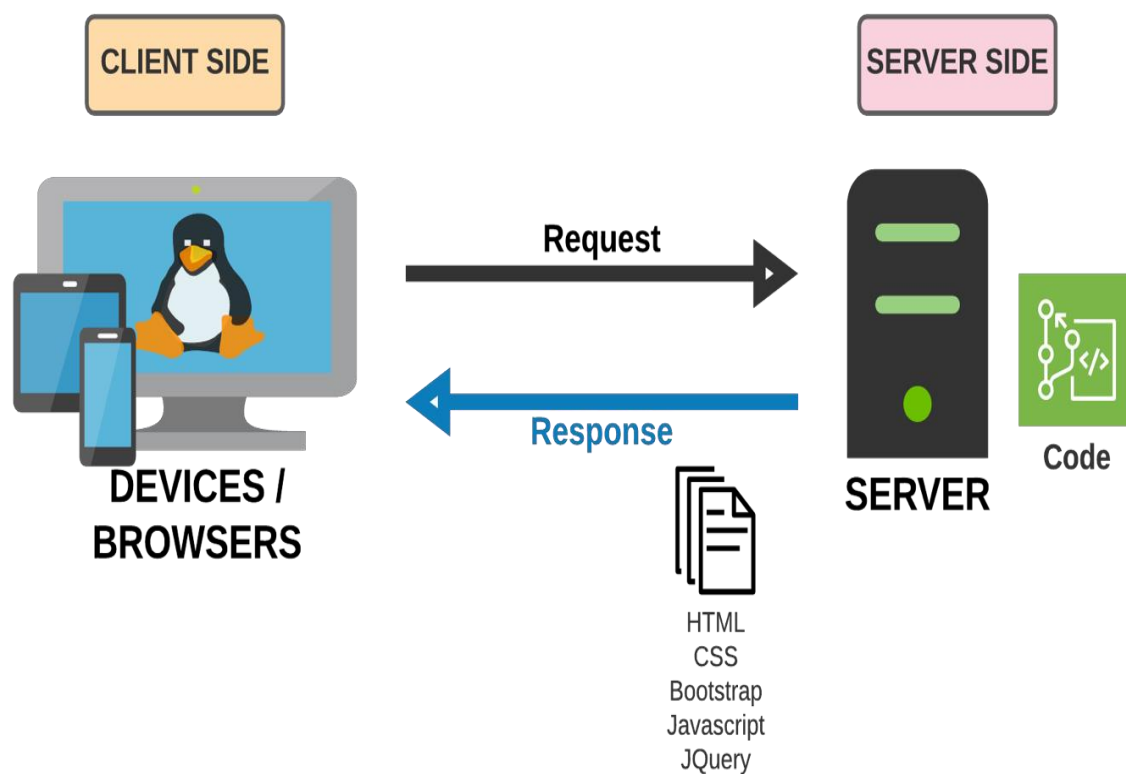 CLIENT SIDE
SERVER SIDE
Request
Response
</>
Code
DEVICES /
BROWSERS
SERVER
HTML
CSS
Bootstrap
Javascript
JQuery